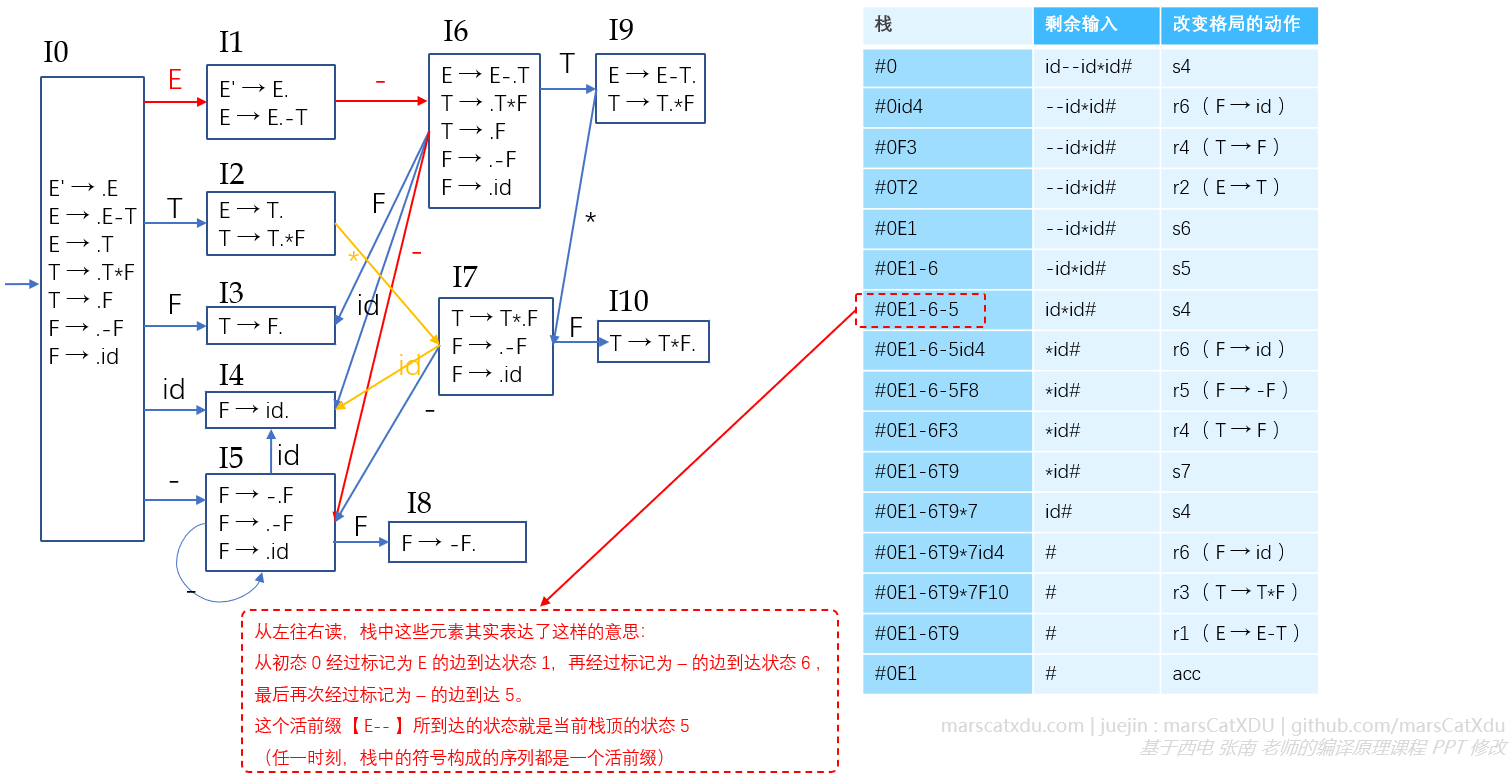 I0
E' → .E
E → .E-T
E → .T
T → .T*F
T → .F
F → .-F
F → .id
E
T
F
id
-
I1
E' → E.
E → E.-T
I2
E → T.
T → T.*F
I3
T → F.
I4
F → id.
id
I5
F → -.F
F → .-F
F → .id
-
-
*
F
id
-
id
-
F
I6
E → E-.T
T → .T*F
T → .F
F → .-F
F → .id
I7
T → T*.F
F → .-F
F → .id
I8
F → -F.
T
*
F
I9
E → E-T.
T → T.*F
I10
T → T*F.
从左往右读，栈中这些元素其实表达了这样的意思：
从初态 0 经过标记为 E 的边到达状态 1，再经过标记为 – 的边到达状态 6 ，
最后再次经过标记为 – 的边到达 5。
这个活前缀【 E-- 】所到达的状态就是当前栈顶的状态 5
（任一时刻，栈中的符号构成的序列都是一个活前缀）
栈 剩余输入 改变格局的动作
#0 id--id*id# s4
#0id4 --id*id# r6（ F → id ）
#0F3 --id*id# r4（ T → F ）
#0T2 --id*id# r2（ E → T ）
#0E1 --id*id# s6
#0E1-6 -id*id# s5
#0E1-6-5 id*id# s4
#0E1-6-5id4 *id# r6（ F → id ）
#0E1-6-5F8 *id# r5（ F → -F ）
#0E1-6F3 *id# r4（ T → F ）
#0E1-6T9 *id# s7
#0E1-6T9*7 id# s4
#0E1-6T9*7id4 # r6（ F → id ）
#0E1-6T9*7F10 # r3（ T → T*F ）
#0E1-6T9 # r1（ E → E-T ）
#0E1 # acc
marscatxdu.com | juejin : marsCatXDU | github.com/marsCatXdu
基于西电 张南 老师的编译原理课程 PPT 修改